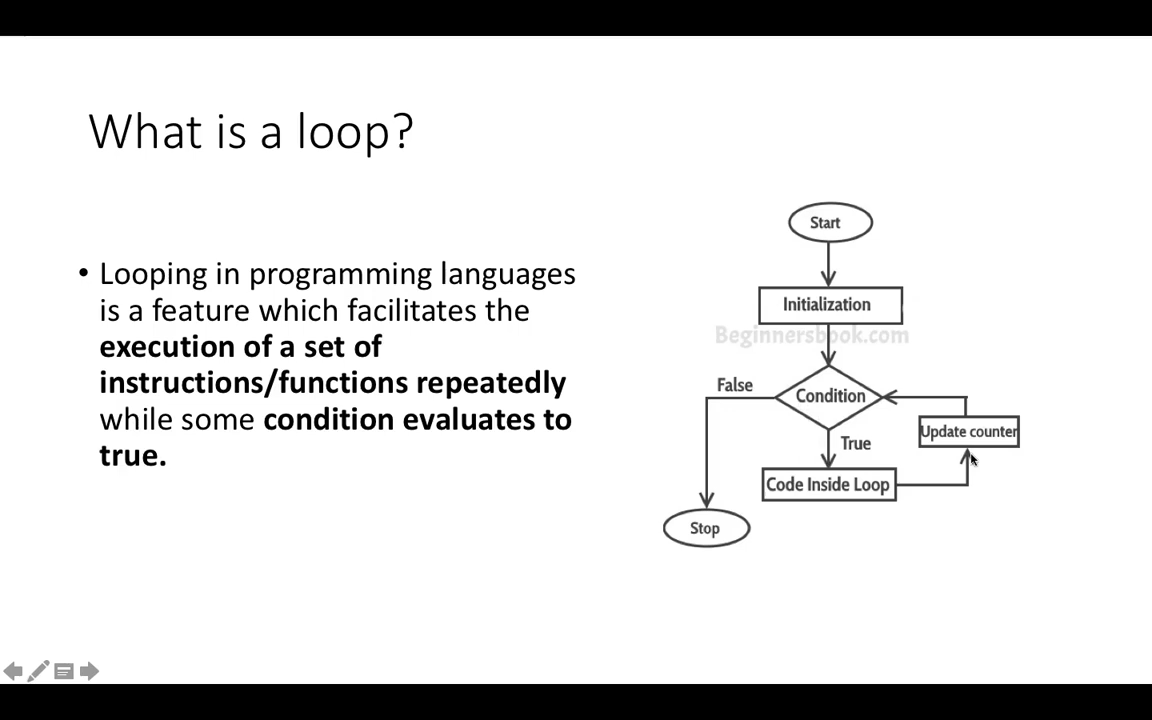 What is a loop?
• Looping in programming languages
is a feature which facilitates the
execution of a set of
instructions/functions repeatedly
while some condition evaluates to
true.
Start
Initialization
Beginnersbook.com
False
Condition
Update counter
True
Code Inside Loop
Stop